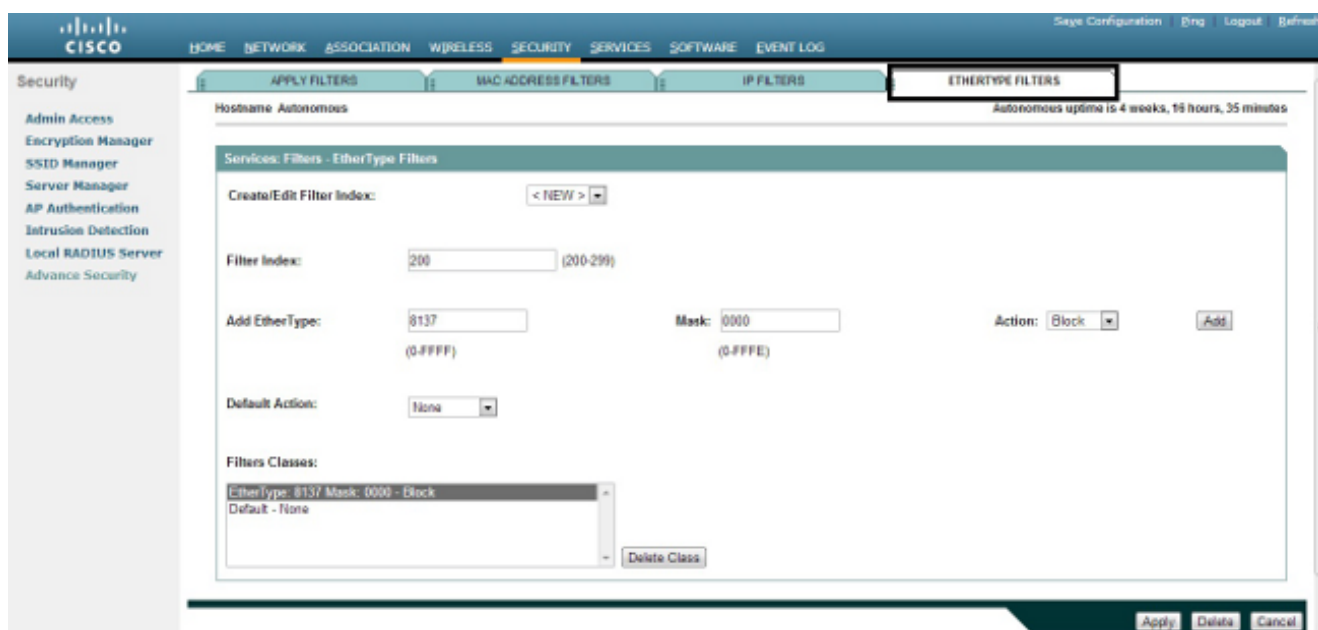 Save Configuration | Ping | Logout | Refresh
CISCO
HOME NETWORK ASSOCIATION WIRELESS SECURITY SERVICES SOFTWARE EVENT LOG
Security
Admin Access
Encryption Manager
SSID Manager
Server Manager
AP Authentication
Intrusion Detection
Local RADIUS Server
Advance Security
APPLY FILTERS MAC ADDRESS FILTERS IP FILTERS ETHERTYPE FILTERS
Hostname Autonomous Autonomous uptime is 4 weeks, 16 hours, 35 minutes
Services: Filters - EtherType Filters
Create/Edit Filter Index: < NEW >
Filter Index: 200 (200-299)
Add EtherType: 8137 Mask: 0000 Action: Block Add
(0-FFFF) (0-FFFE)
Default Action: None
Filters Classes:
EtherType: 8137 Mask: 0000 - Block
Default - None
Delete Class
Apply Delete Cancel